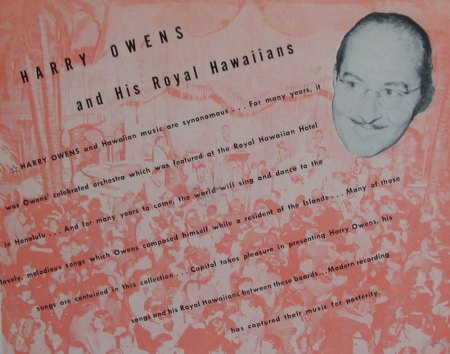 HARRY OWENS
and His Royal Hawaiians
☆ HARRY OWENS and Hawaiian music are synonomous . . . For many years, it
was Owens' celebrated orchestra which was featured at the Royal Hawaiian Hotel
in Honolulu . . . And for many years to come, the world will sing and dance to the
lovely, melodious songs which Owens composed himself while a resident of the Islands . . . Many of those
songs are contained in this collection . . . Capitol takes pleasure in presenting Harry Owens, his
songs and his Royal Hawaiians between these boards... Modern recording
has captured their music for posterity.